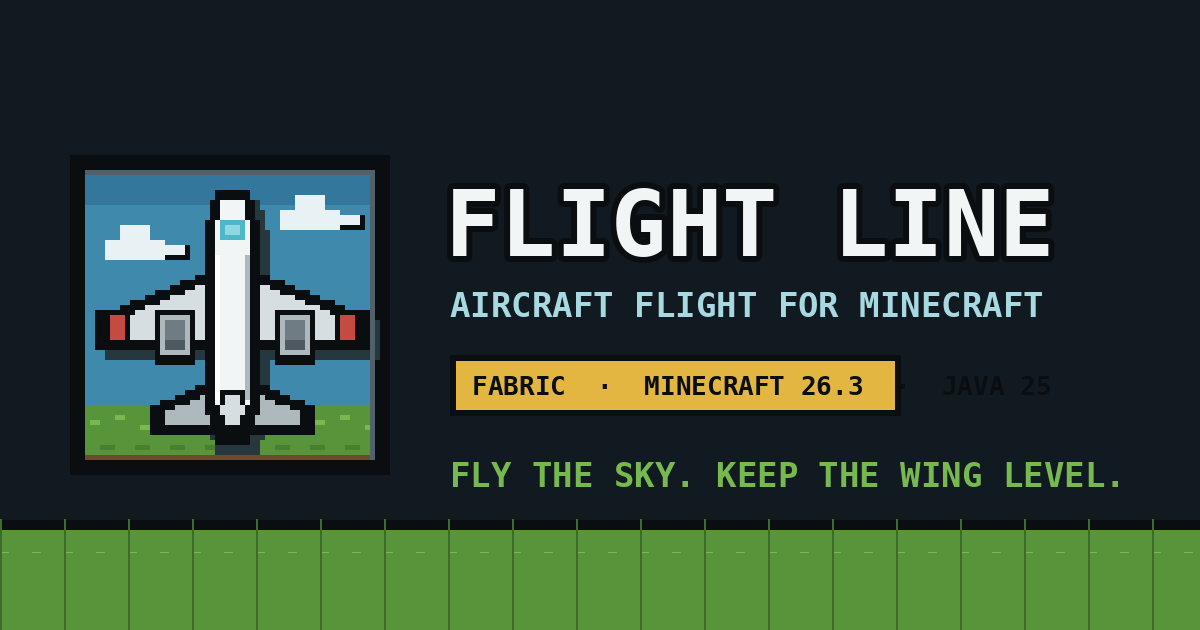 FLIGHT LINE
AIRCRAFT FLIGHT FOR MINECRAFT
FABRIC · MINECRAFT 26.3 · JAVA 25
FLY THE SKY. KEEP THE WING LEVEL.